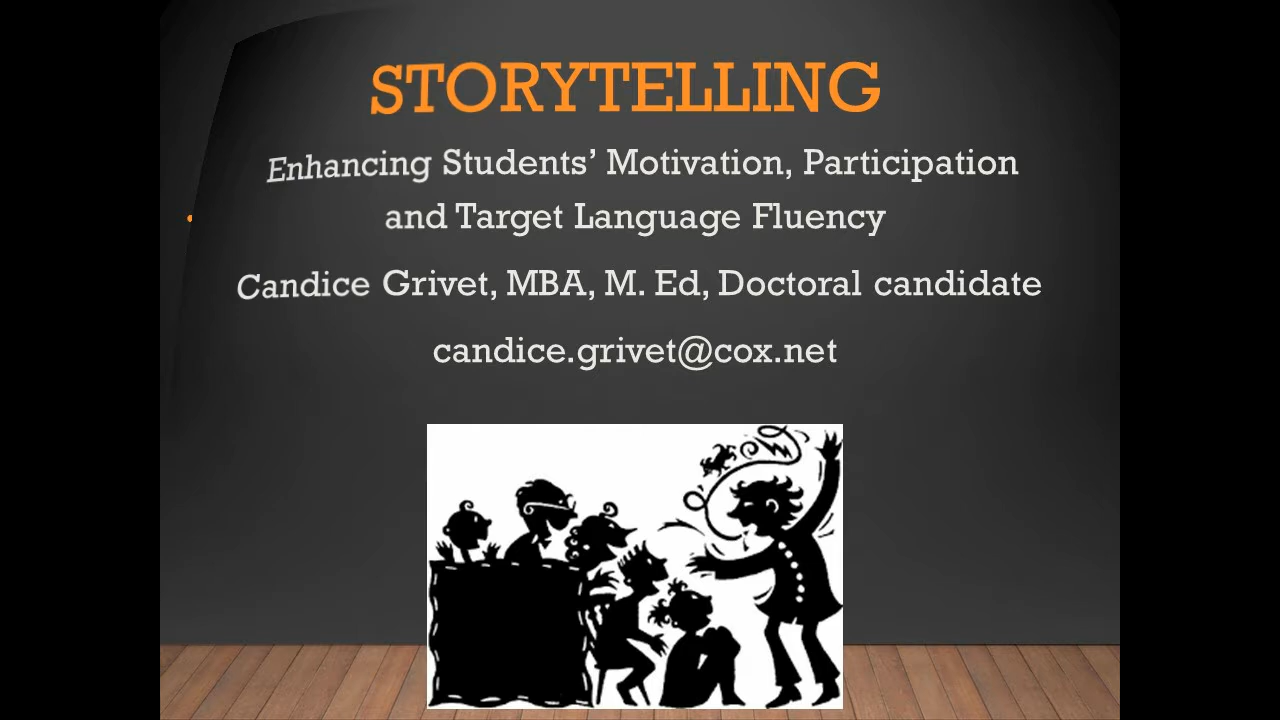 STORYTELLING
Enhancing Students’ Motivation, Participation
and Target Language Fluency
Candice Grivet, MBA, M. Ed, Doctoral candidate
candice.grivet@cox.net